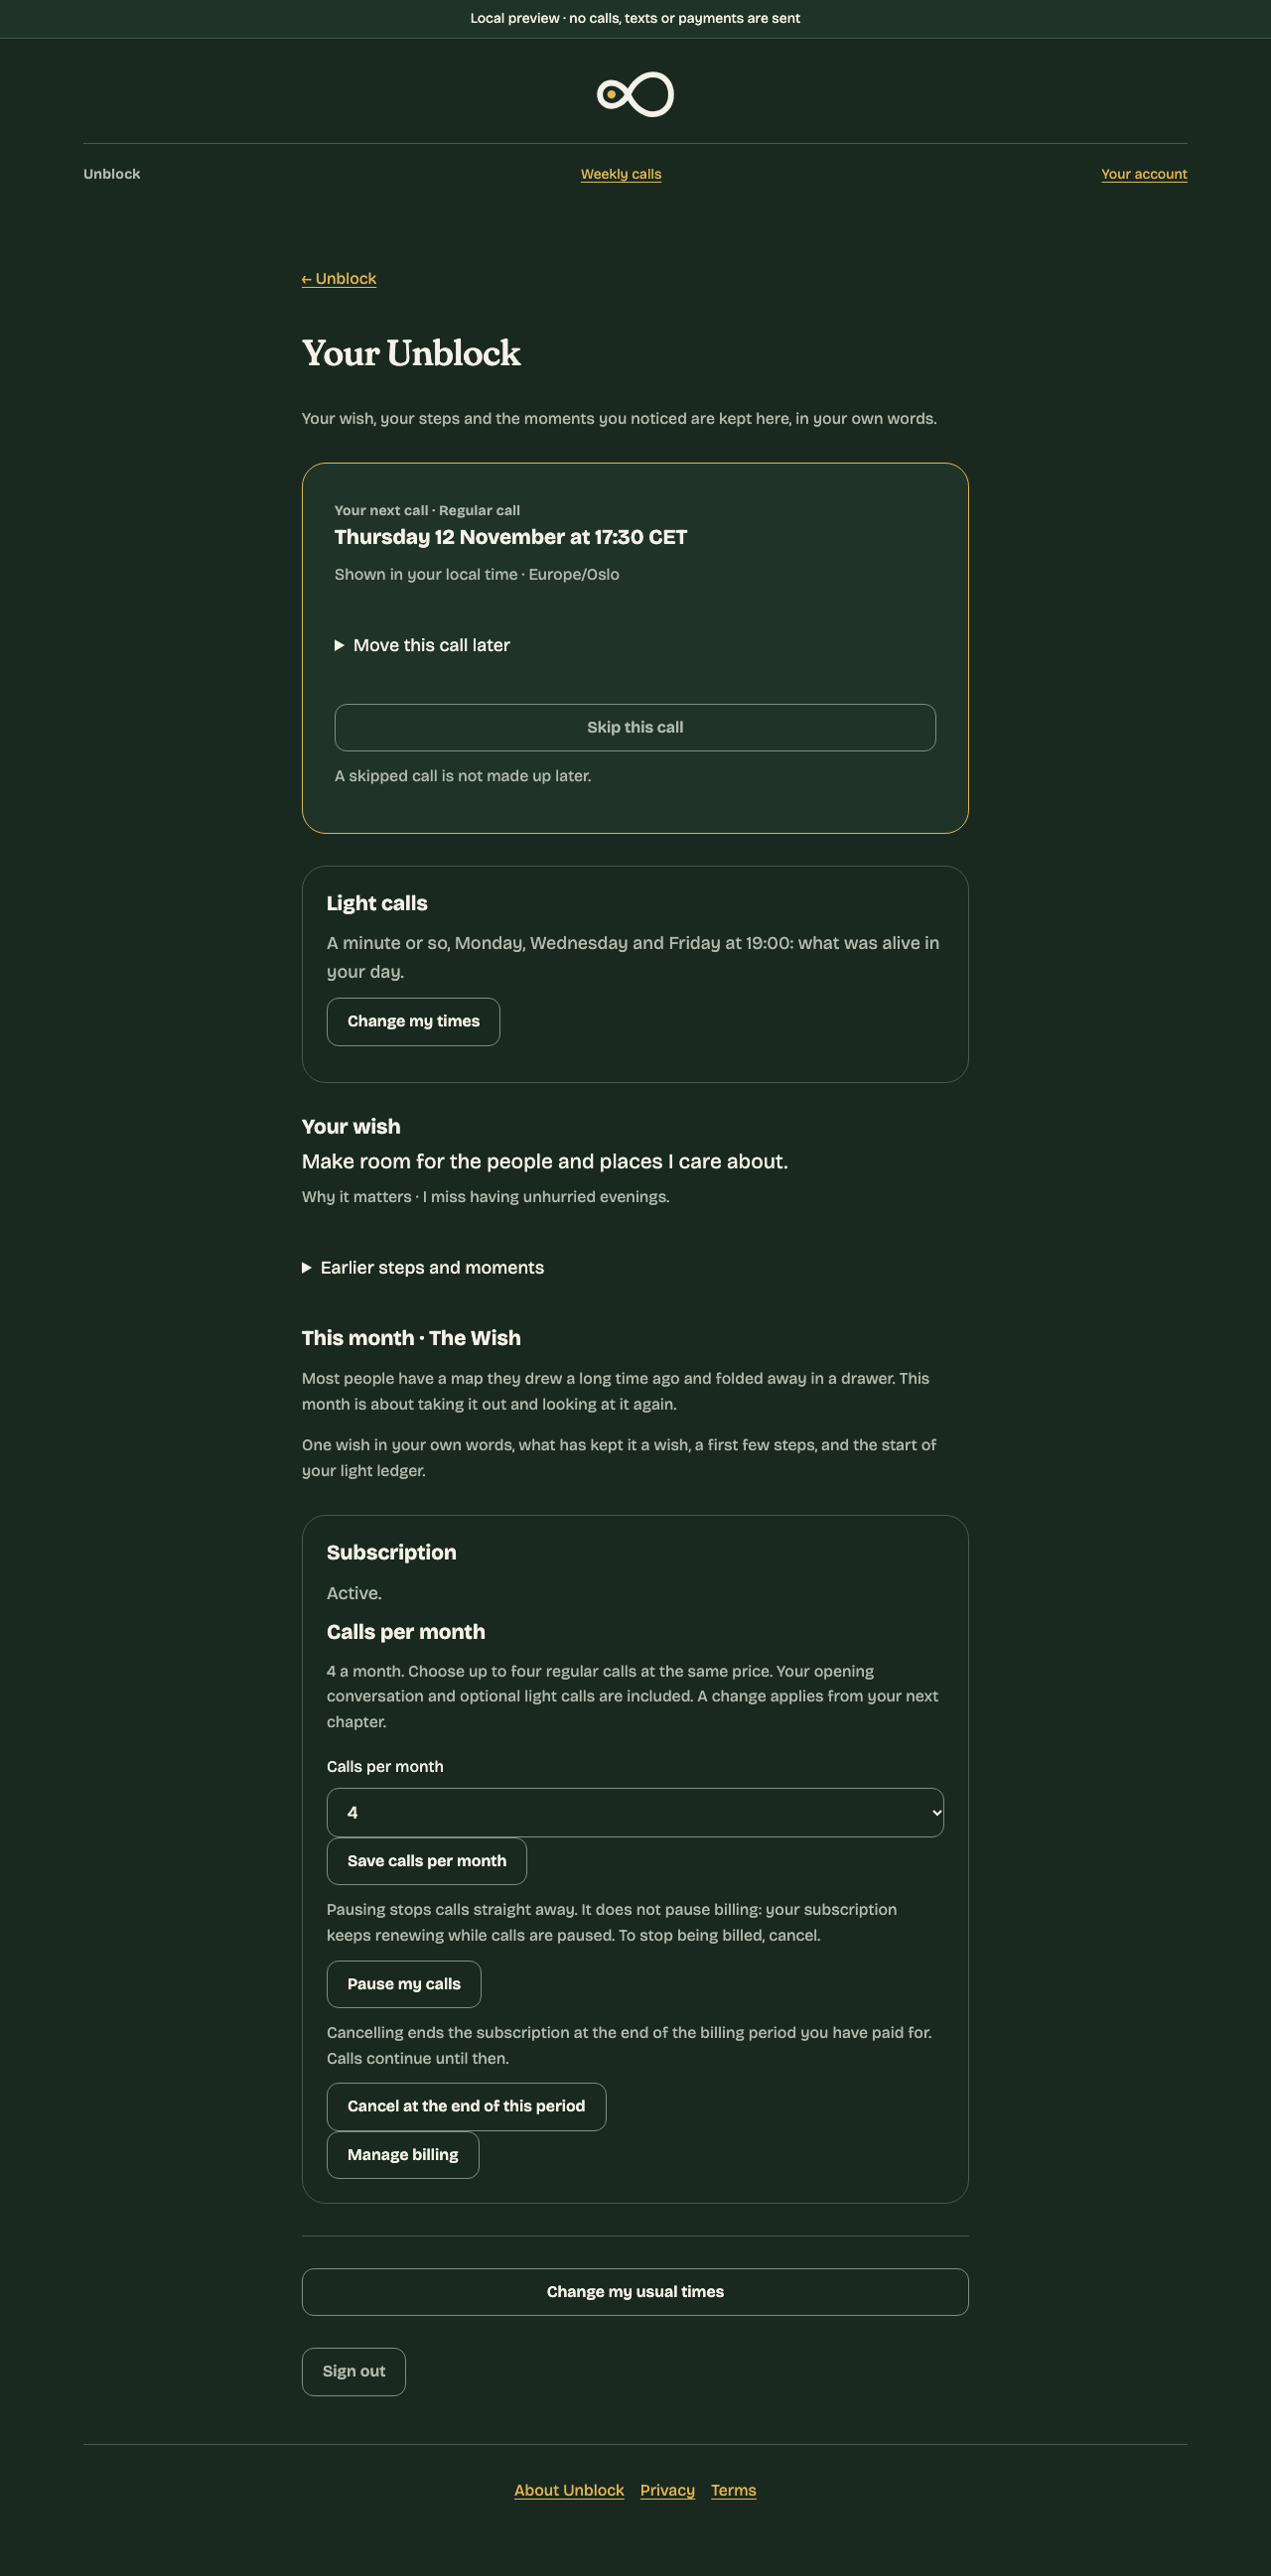 Local preview · no calls, texts or payments are sent
Unblock
Weekly calls
Your account
← Unblock
Your Unblock
Your wish, your steps and the moments you noticed are kept here, in your own words.
Your next call · Regular call
Thursday 12 November at 17:30 CET
Shown in your local time · Europe/Oslo
▶ Move this call later
Skip this call
A skipped call is not made up later.
Light calls
A minute or so, Monday, Wednesday and Friday at 19:00: what was alive in
your day.
Change my times
Your wish
Make room for the people and places I care about.
Why it matters · I miss having unhurried evenings.
▶ Earlier steps and moments
This month · The Wish
Most people have a map they drew a long time ago and folded away in a drawer. This
month is about taking it out and looking at it again.
One wish in your own words, what has kept it a wish, a first few steps, and the start of
your light ledger.
Subscription
Active.
Calls per month
4 a month. Choose up to four regular calls at the same price. Your opening
conversation and optional light calls are included. A change applies from your next
chapter.
Calls per month
4
Save calls per month
Pausing stops calls straight away. It does not pause billing: your subscription
keeps renewing while calls are paused. To stop being billed, cancel.
Pause my calls
Cancelling ends the subscription at the end of the billing period you have paid for.
Calls continue until then.
Cancel at the end of this period
Manage billing
Change my usual times
Sign out
About Unblock
Privacy
Terms